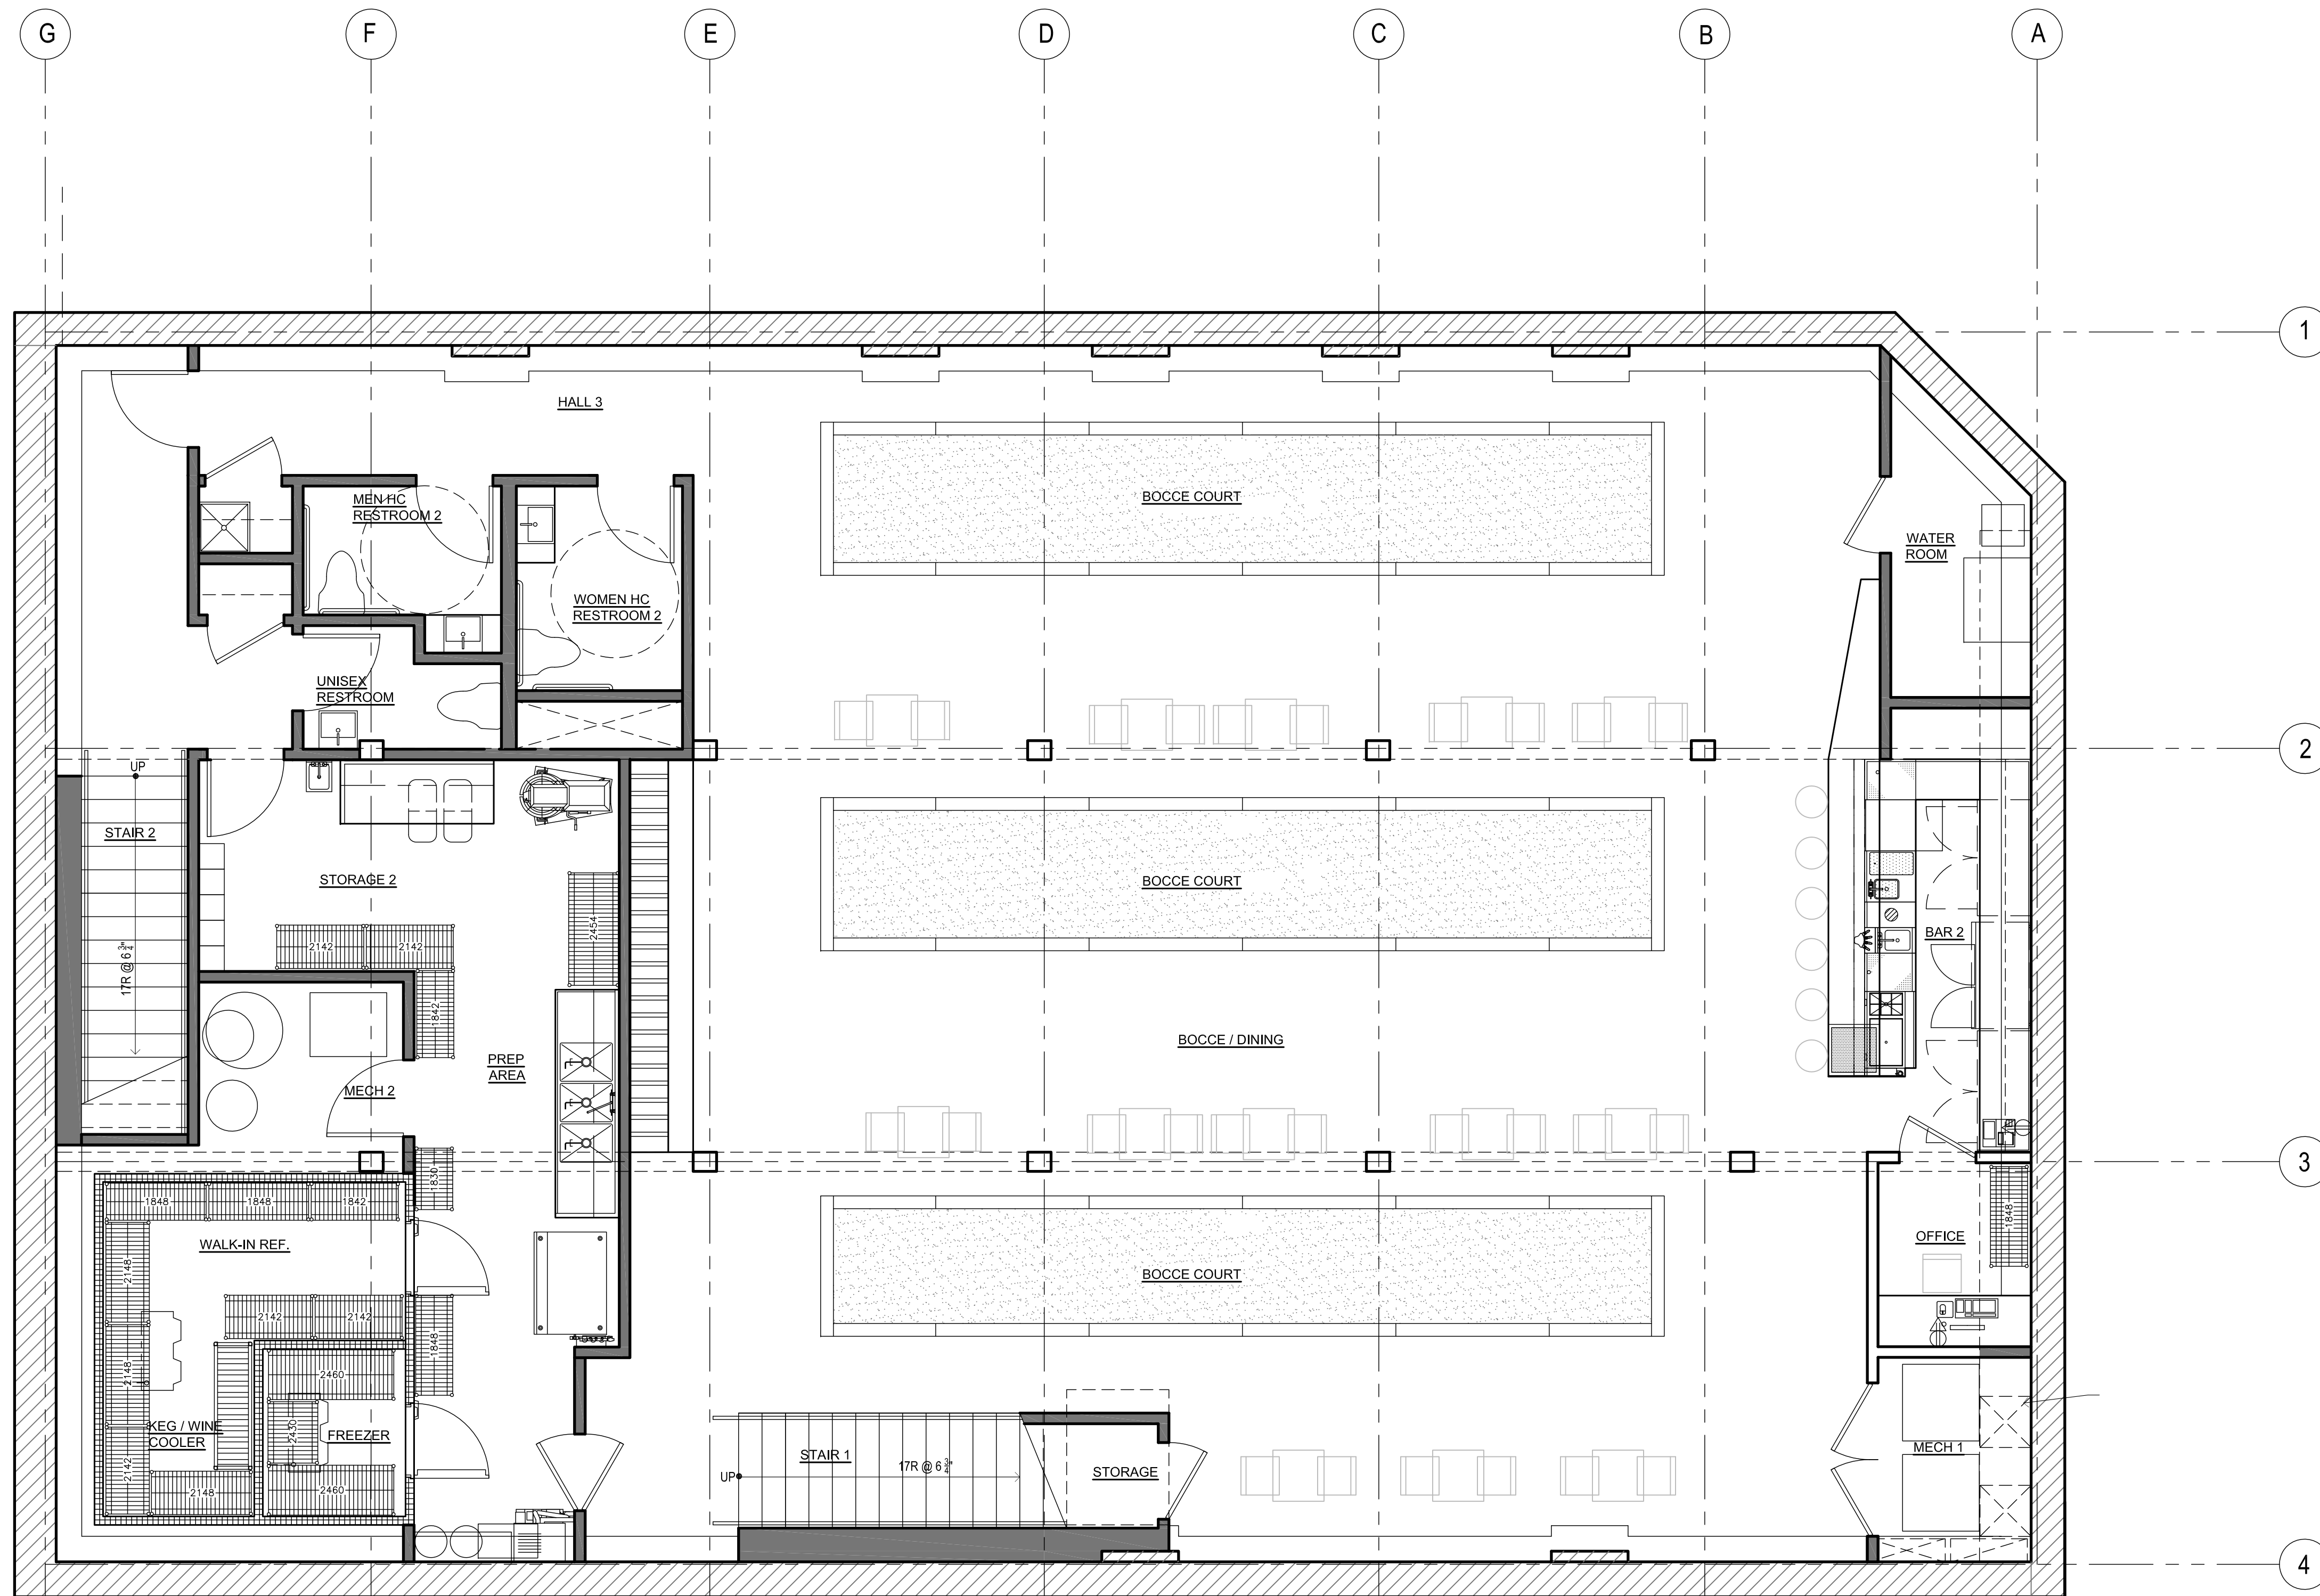 G F E D C B A
1
HALL 3
MEN HC
RESTROOM 2
BOCCE COURT
WATER
ROOM
WOMEN HC
RESTROOM 2
UNISEX
RESTROOM
2
UP
STAIR 2
17R @ 6 3/4"
STORAGE 2
BOCCE COURT
2454
BAR 2
2142 2142
1842
BOCCE / DINING
PREP
AREA
MECH 2
3
1830
1848 1848 1842
WALK-IN REF.
1848
OFFICE
2148
BOCCE COURT
2142 2142
1848
2148
2460
KEG / WINE
COOLER
2430
FREEZER
STAIR 1
17R @ 6 3/4"
UP
STORAGE
MECH 1
2142
2148
2460
4